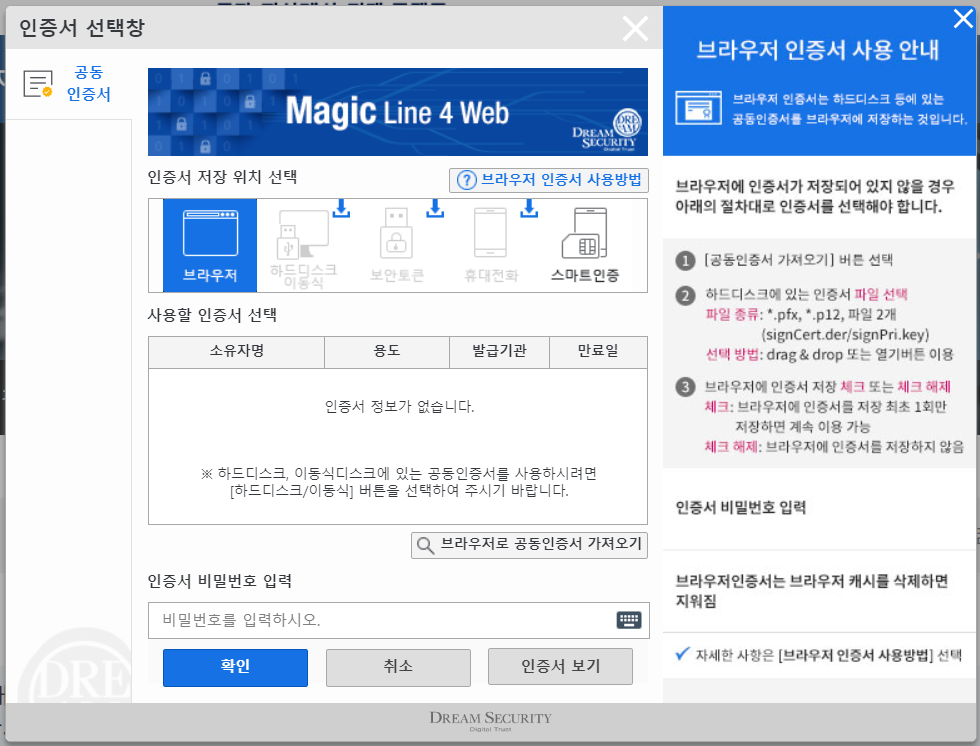 인증서 선택창
공동
인증서
Magic Line 4 Web
DREAM
SECURITY
Digital Trust
인증서 저장 위치 선택
? 브라우저 인증서 사용방법
브라우저
하드디스크
이동식
보안토큰
휴대전화
스마트인증
사용할 인증서 선택
소유자명 용도 발급기관 만료일
인증서 정보가 없습니다.
※ 하드디스크, 이동식디스크에 있는 공동인증서를 사용하시려면
[하드디스크/이동식] 버튼을 선택하여 주시기 바랍니다.
브라우저로 공동인증서 가져오기
인증서 비밀번호 입력
비밀번호를 입력하시오.
확인 취소 인증서 보기
브라우저 인증서 사용 안내
브라우저 인증서는 하드디스크 등에 있는
공동인증서를 브라우저에 저장하는 것입니다.
브라우저에 인증서가 저장되어 있지 않을 경우
아래의 절차대로 인증서를 선택해야 합니다.
1 [공동인증서 가져오기] 버튼 선택
2 하드디스크에 있는 인증서 파일 선택
파일 종류: *.pfx, *.p12, 파일 2개
(signCert.der/signPri.key)
선택 방법: drag & drop 또는 열기버튼 이용
3 브라우저에 인증서 저장 체크 또는 체크 해제
체크: 브라우저에 인증서를 저장 최초 1회만
저장하면 계속 이용 가능
체크 해제: 브라우저에 인증서를 저장하지 않음
인증서 비밀번호 입력
브라우저인증서는 브라우저 캐시를 삭제하면
지워짐
자세한 사항은 [브라우저 인증서 사용방법] 선택
DREAM SECURITY
Digital Trust